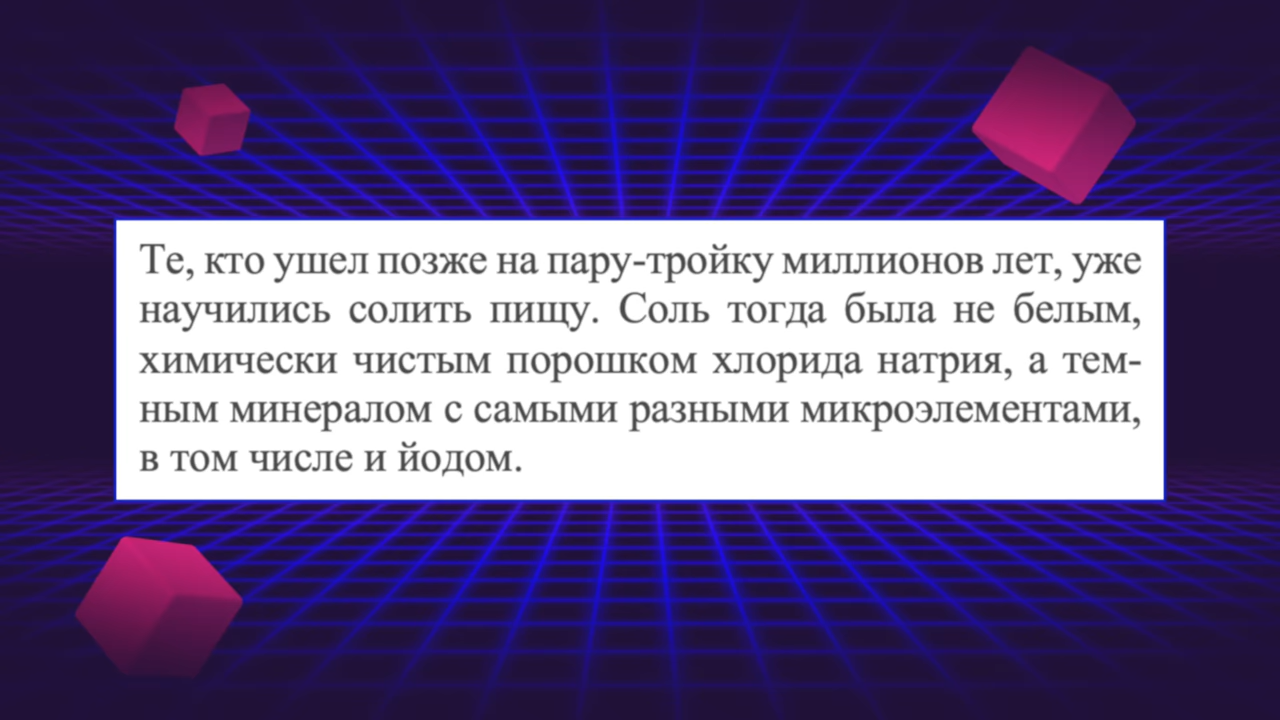 Те, кто ушел позже на пару-тройку миллионов лет, уже
научились солить пищу. Соль тогда была не белым,
химически чистым порошком хлорида натрия, а тем-
ным минералом с самыми разными микроэлементами,
в том числе и йодом.